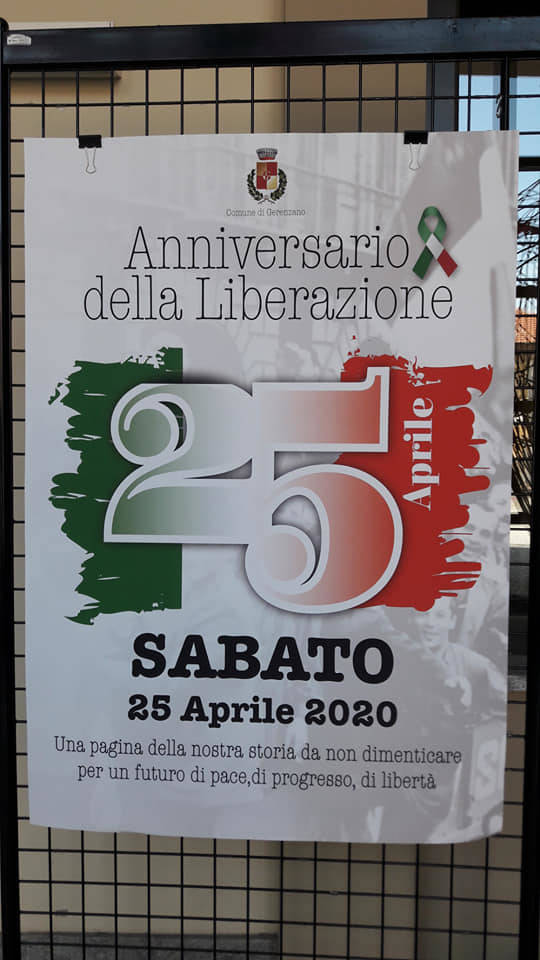 Comune di Gerenzano
Anniversario
della Liberazione
25
Aprile
SABATO
25 Aprile 2020
Una pagina della nostra storia da non dimenticare
per un futuro di pace,di progresso, di libertà